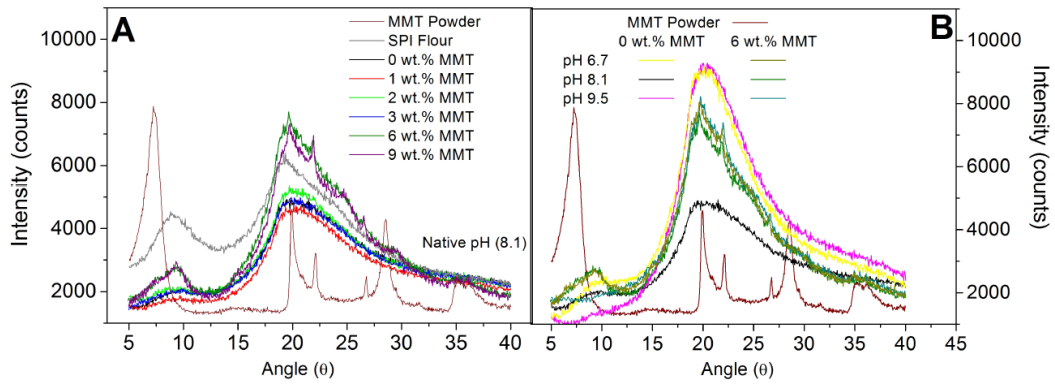 A
MMT Powder
SPI Flour
0 wt.% MMT
1 wt.% MMT
2 wt.% MMT
3 wt.% MMT
6 wt.% MMT
9 wt.% MMT
Native pH (8.1)
10000
8000
6000
4000
2000
Intensity (counts)
5 10 15 20 25 30 35 40
Angle (θ)
B
MMT Powder
0 wt.% MMT 6 wt.% MMT
pH 6.7
pH 8.1
pH 9.5
10000
8000
6000
4000
2000
Intensity (counts)
5 10 15 20 25 30 35 40 45
Angle (θ)